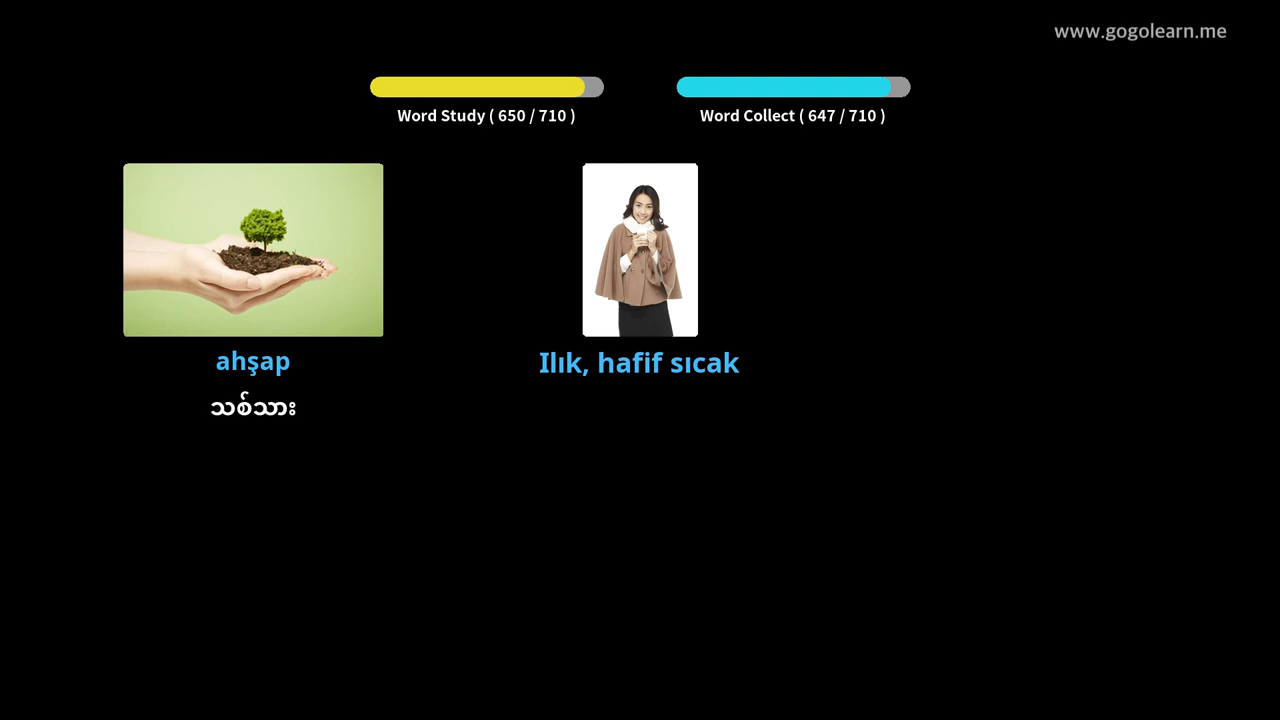 www.gogolearn.me
Word Study ( 650 / 710 )
Word Collect ( 647 / 710 )
ahşap
သစ်သား
Ilık, hafif sıcak